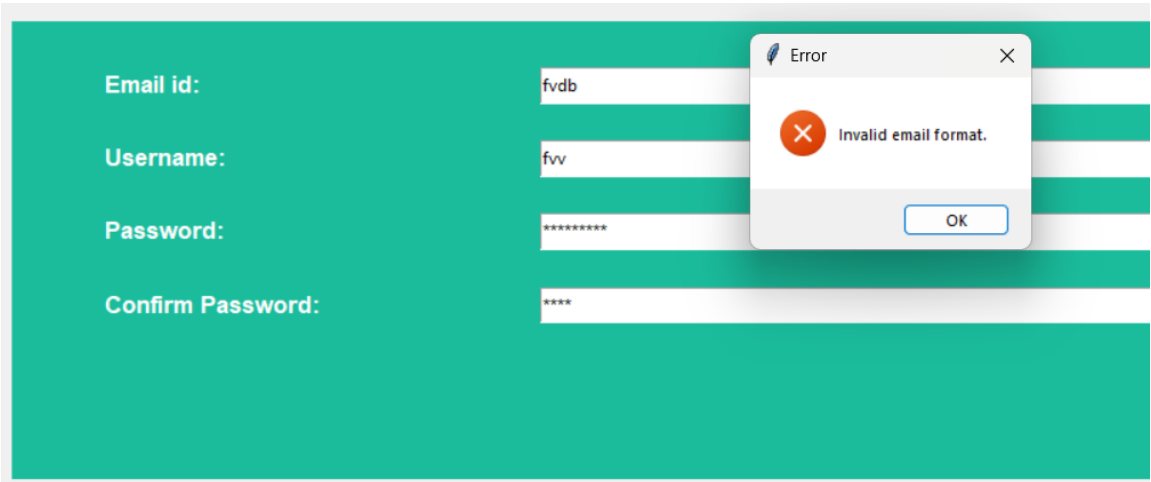 Error
Email id:
fvdb
Invalid email format.
Username:
fvv
OK
Password:
*********
Confirm Password:
****